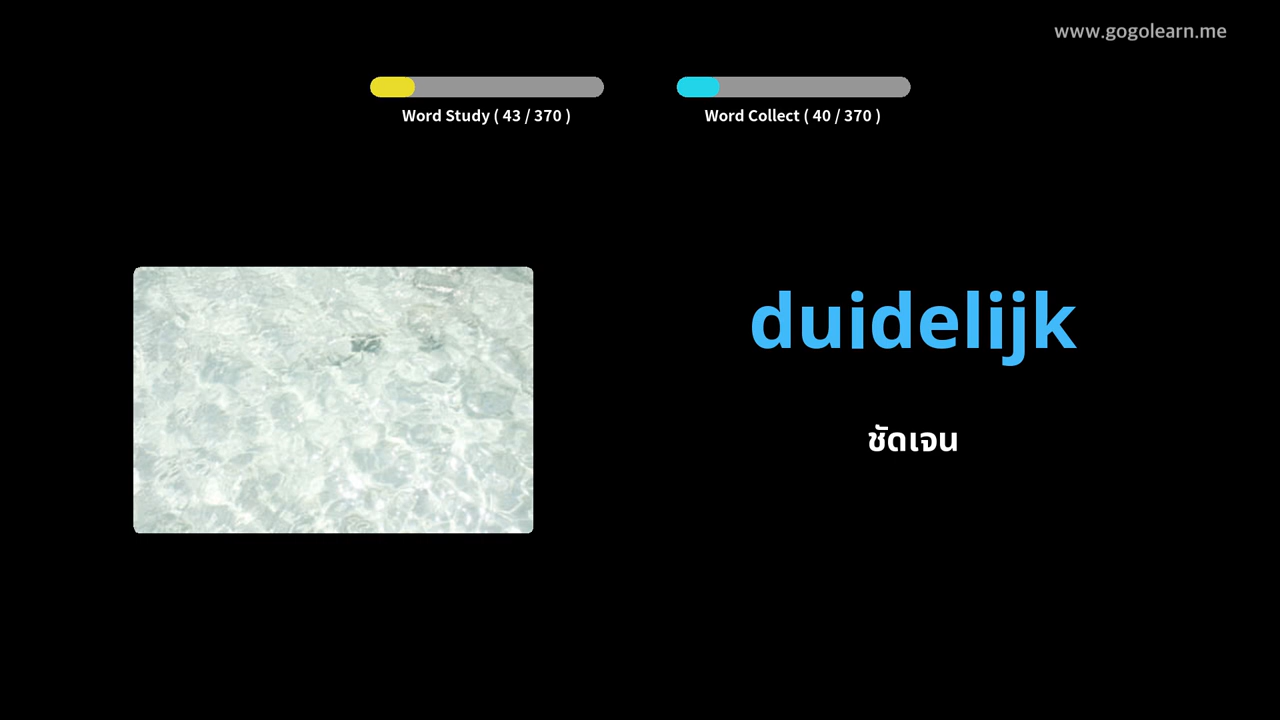 www.gogolearn.me
Word Study ( 43 / 370 )
Word Collect ( 40 / 370 )
duidelijk
ชัดเจน